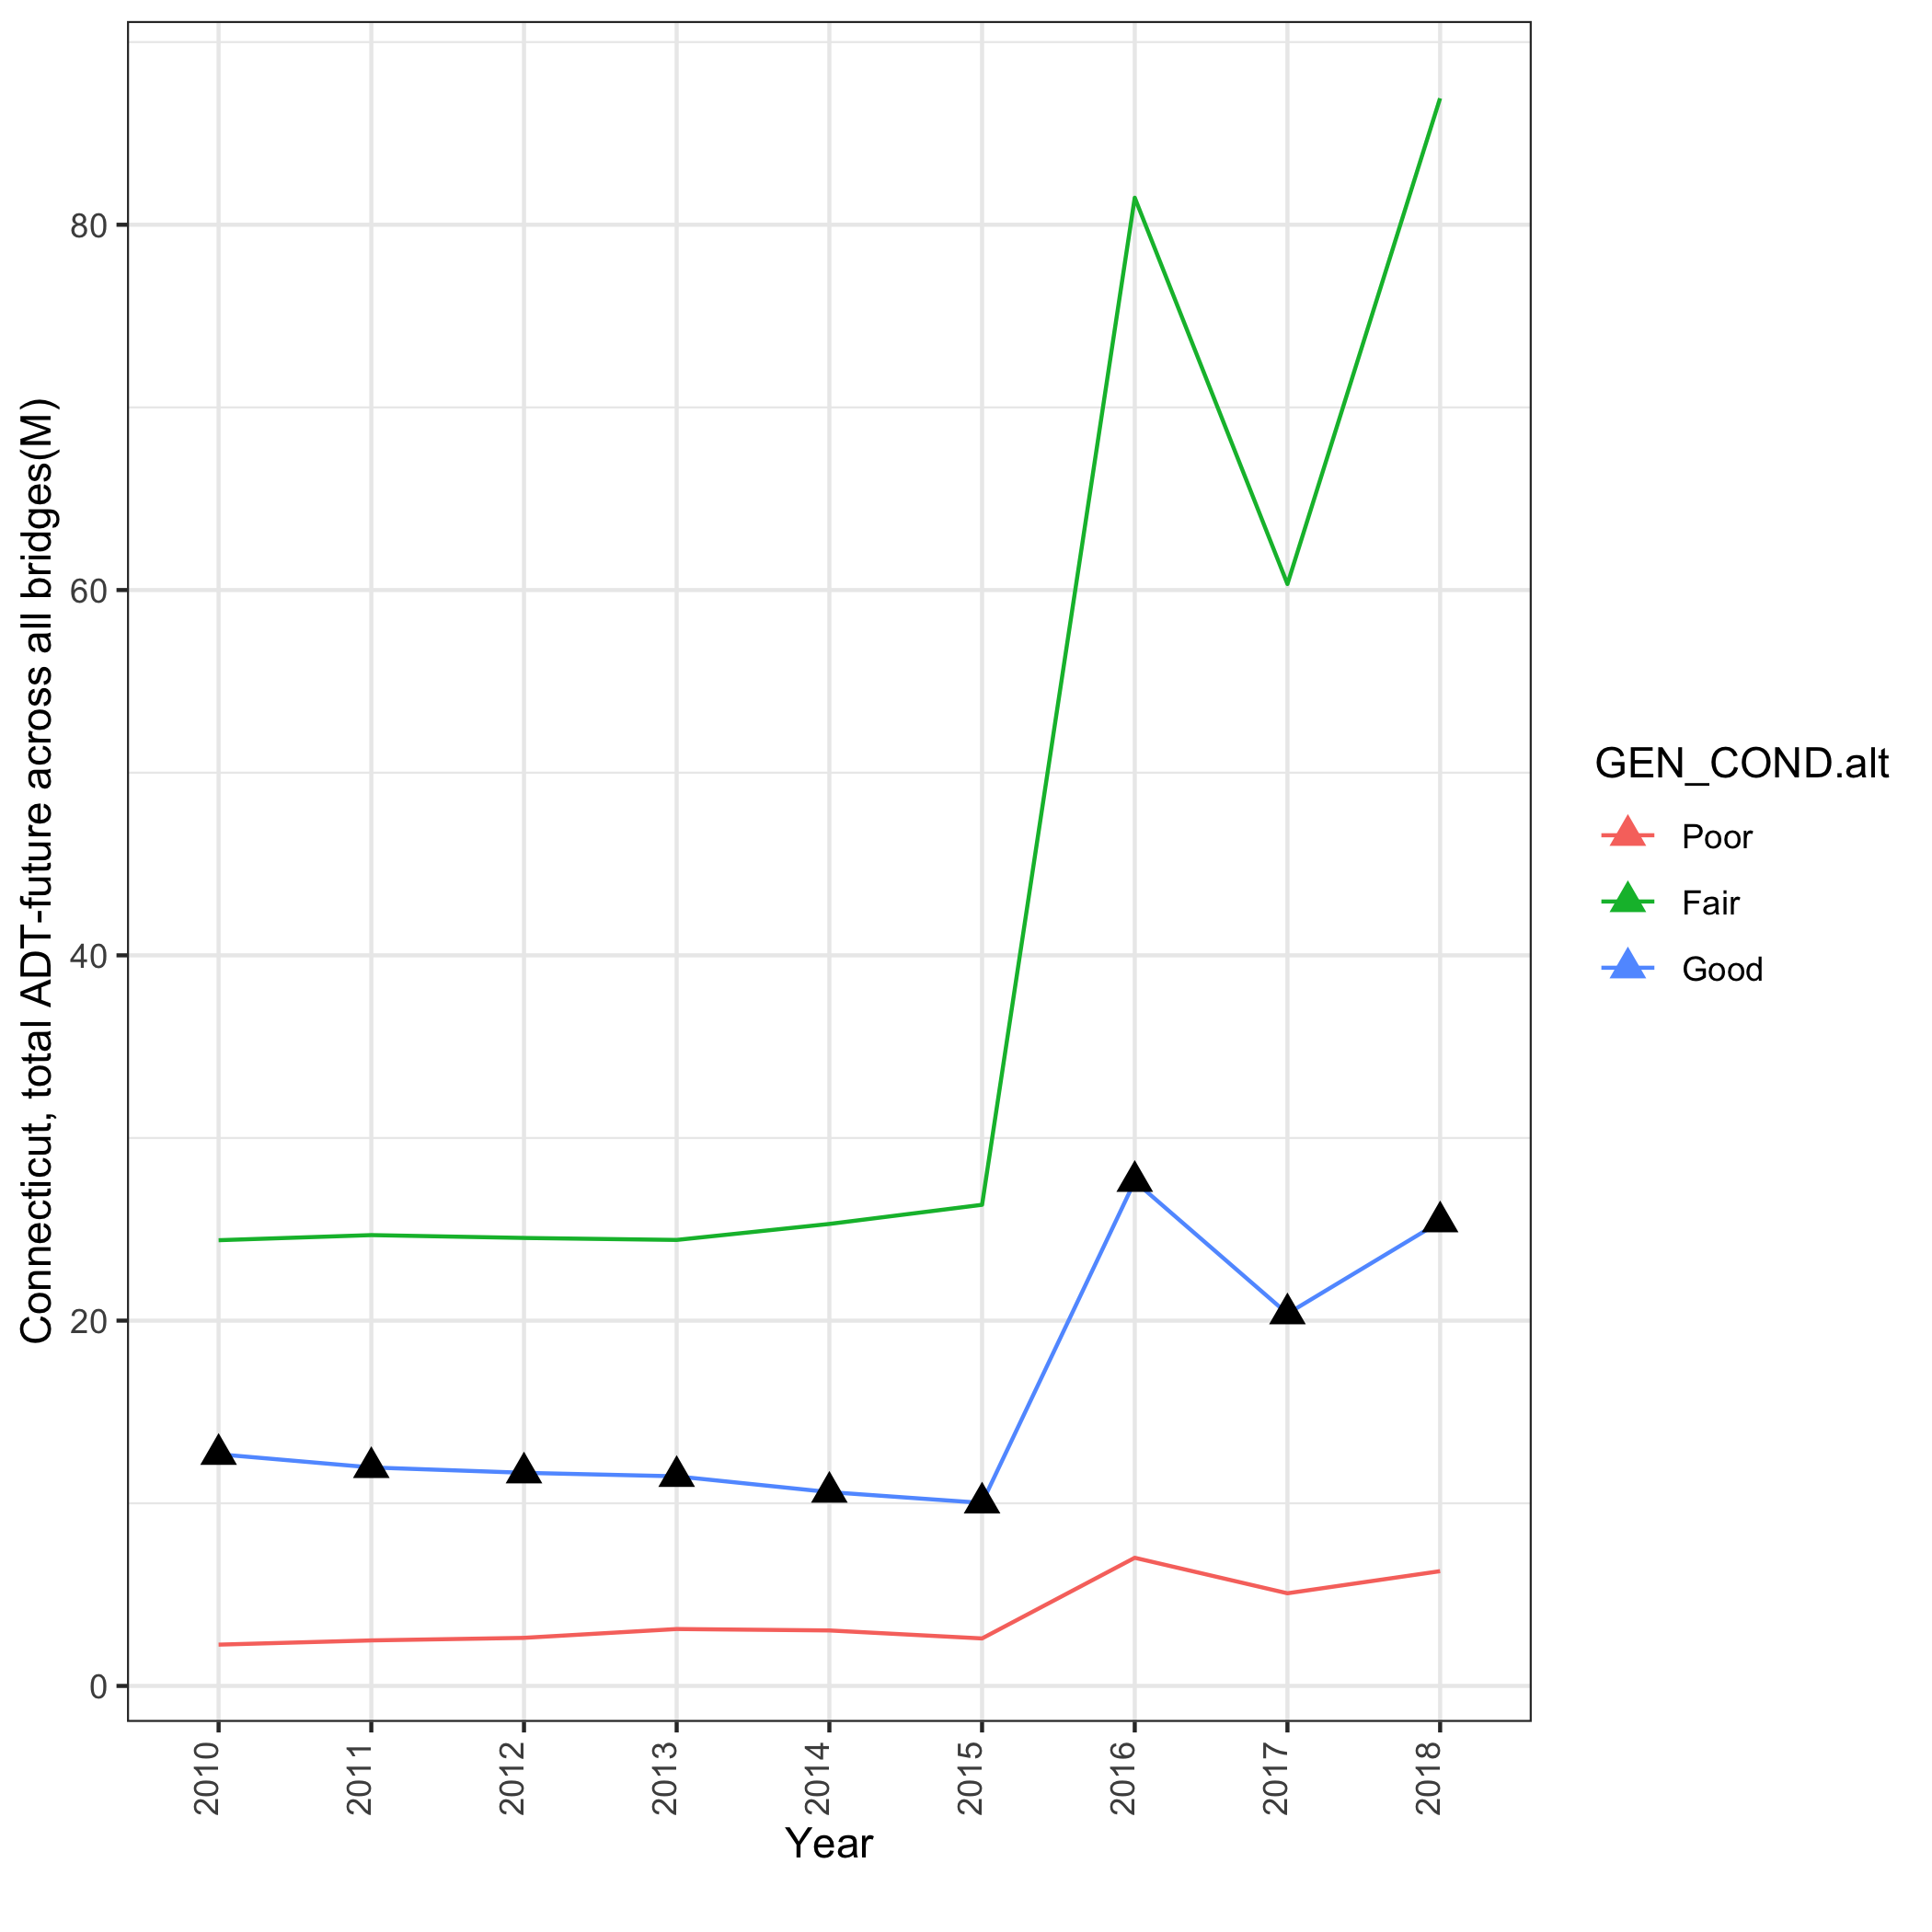 Connecticut, total ADT-future across all bridges(M)
80
60
40
20
0
2010
2011
2012
2013
2014
2015
2016
2017
2018
Year
GEN_COND.alt
Poor
Fair
Good